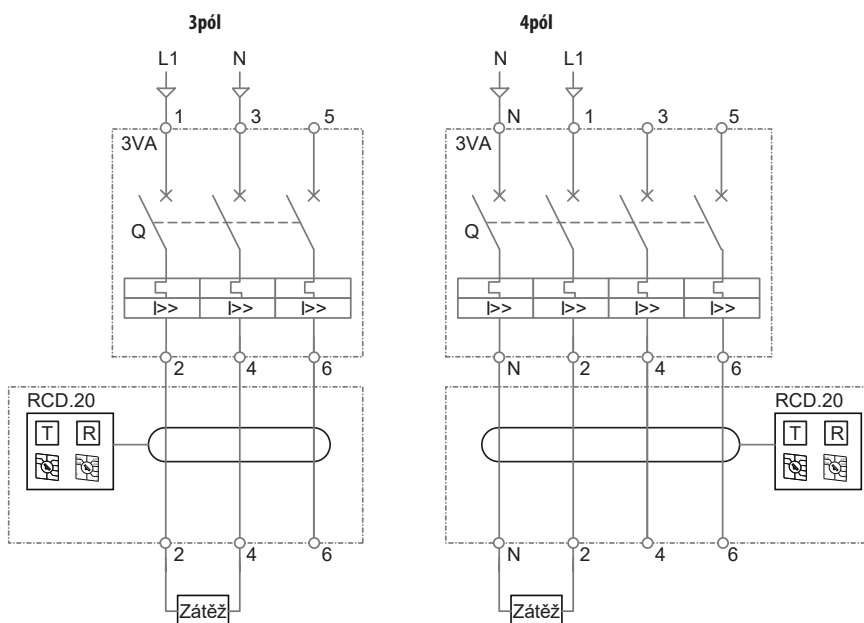 3pól 4pól
L1 N N L1
1 3 5 N 1 3 5
3VA 3VA
Q Q
I>> I>> I>> I>> I>> I>> I>>
2 4 6 N 2 4 6
RCD.20 RCD.20
T R T R
2 4 6 N 2 4 6
Zátěž Zátěž